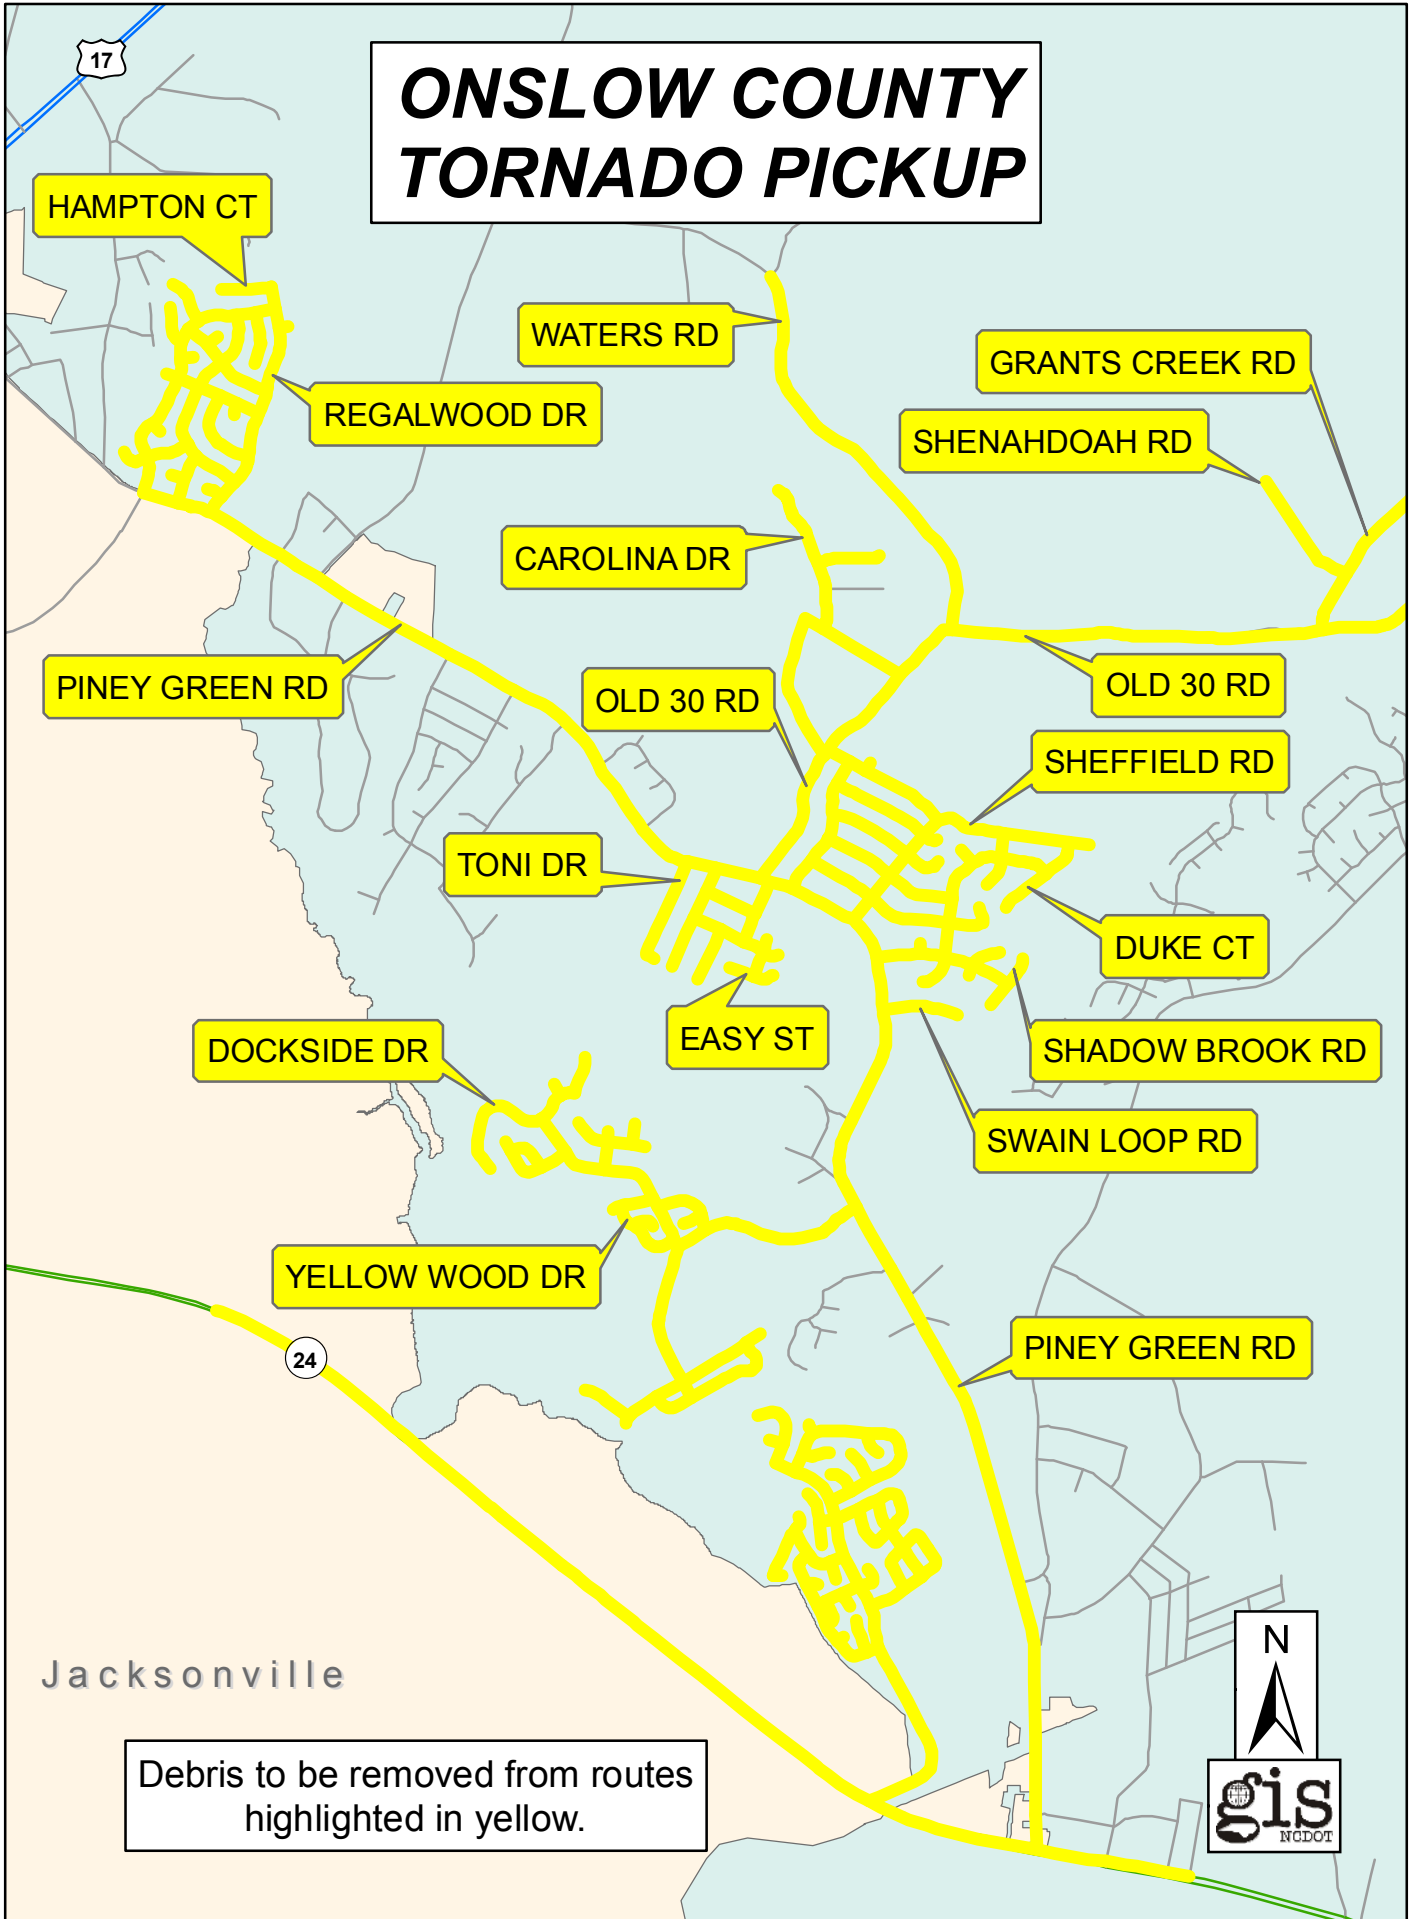 17
ONSLOW COUNTY
TORNADO PICKUP
HAMPTON CT
WATERS RD
GRANTS CREEK RD
REGALWOOD DR
SHENAHDOAH RD
CAROLINA DR
PINEY GREEN RD
OLD 30 RD
OLD 30 RD
SHEFFIELD RD
TONI DR
DUKE CT
EASY ST
DOCKSIDE DR
SHADOW BROOK RD
SWAIN LOOP RD
YELLOW WOOD DR
PINEY GREEN RD
24
Jacksonville
N
Debris to be removed from routes
highlighted in yellow.
gis
NCDOT